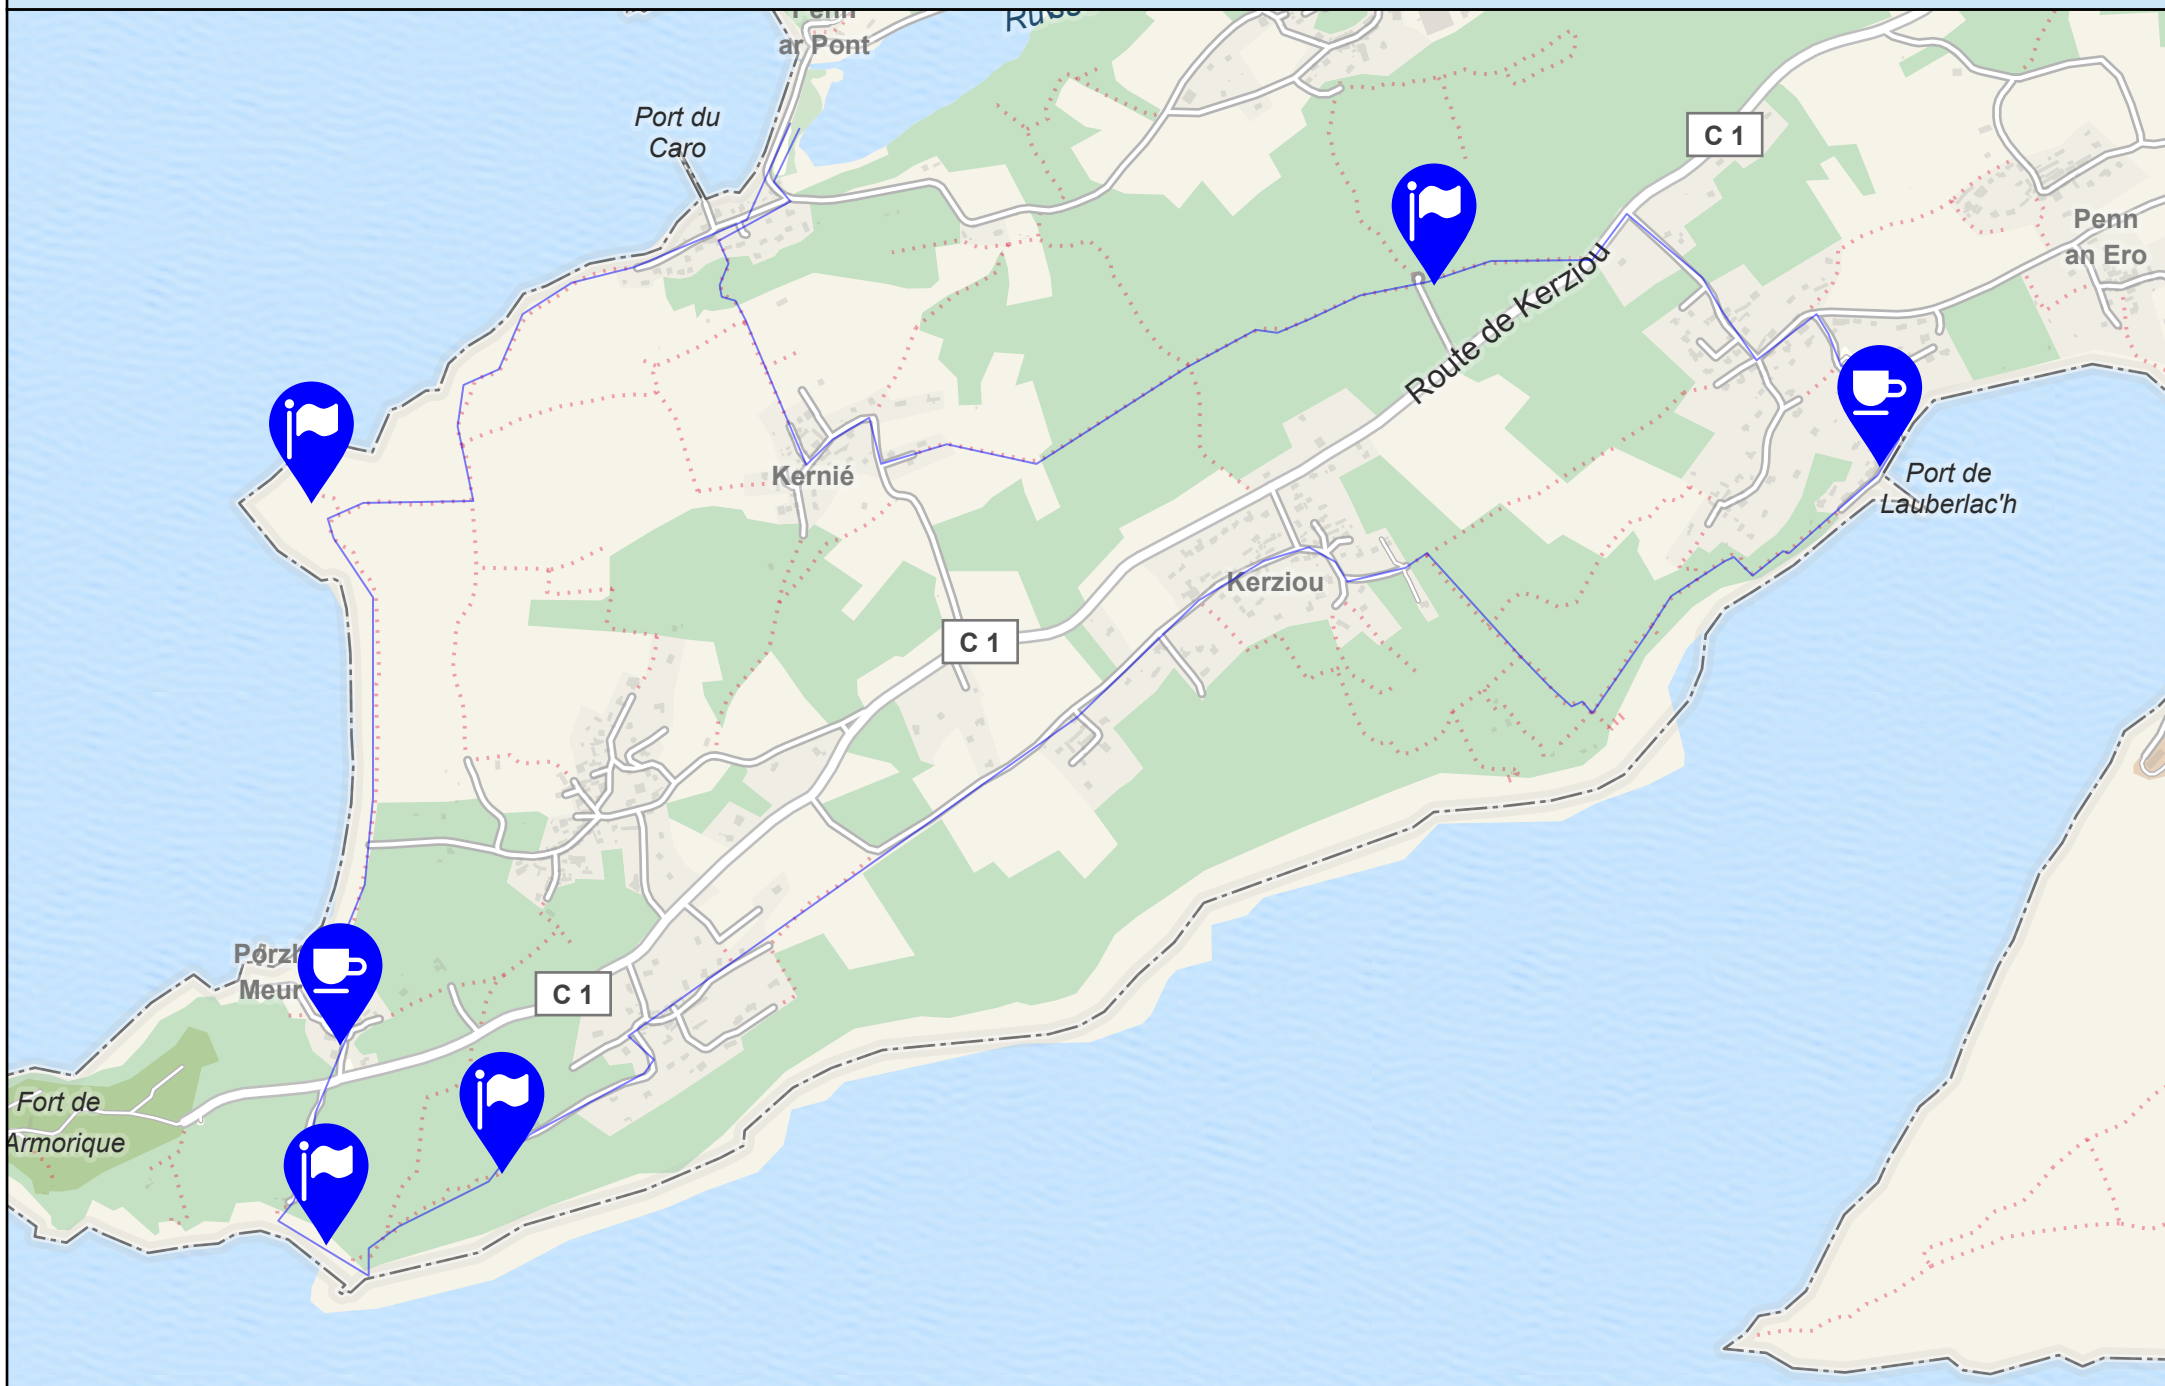 ar Pont
Port du
Caro
C 1
Penn
an Ero
Route de Kerziou
Kernié
Port de
Lauberlac'h
Kerziou
C 1
Meur
C 1
Fort de
Armorique